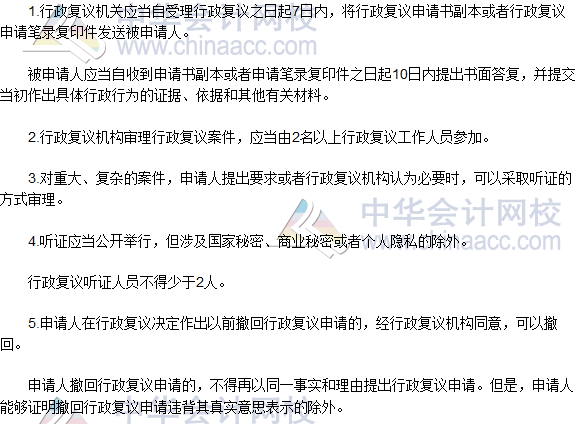 1.行政复议机关应当自受理行政复议之日起7日内，将行政复议申请书副本或者行政复议
申请笔录复印件发送被申请人。
www.chinaacc.com
被申请人应当自收到申请书副本或者申请笔录复印件之日起10日内提出书面答复，并提交
当初作出具体行政行为的证据、依据和其他有关材料。
2.行政复议机构审理行政复议案件，应当由2名以上行政复议工作人员参加。
3.对重大、复杂的案件，申请人提出要求或者行政复议机构认为必要时，可以采取听证的
方式审理。
中华会计网校
4.听证应当公开举行，但涉及国家秘密、商业秘密或者个人隐私的除外。
www.chinaacc.com
行政复议听证人员不得少于2人。
5.申请人在行政复议决定作出以前撤回行政复议申请的，经行政复议机构同意，可以撤
回。
申请人撤回行政复议申请的，不得再以同一事实和理由提出行政复议申请。但是，申请人
能够证明撤回行政复议申请违背其真实意思表示的除外。